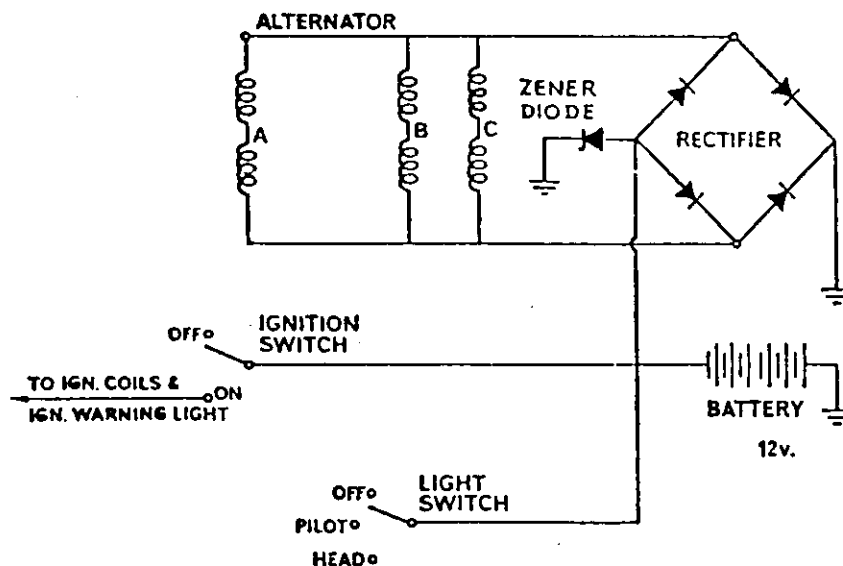 ALTERNATOR
A
B
C
ZENER
DIODE
RECTIFIER
OFF
IGNITION
SWITCH
TO IGN. COILS &
IGN. WARNING LIGHT
ON
BATTERY
12v.
OFF
LIGHT
SWITCH
PILOT
HEAD